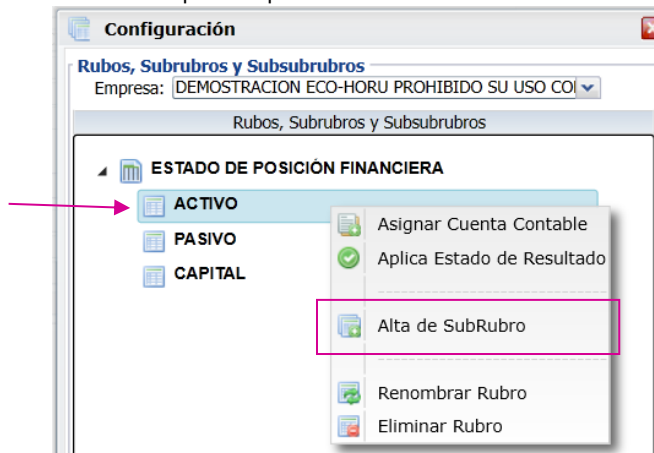 Configuración
Rubos, Subrubros y Subsubrubros
Empresa: DEMOSTRACION ECO-HORU PROHIBIDO SU USO CO
Rubos, Subrubros y Subsubrubros
ESTADO DE POSICIÓN FINANCIERA
ACTIVO
PASIVO
CAPITAL
Asignar Cuenta Contable
Aplica Estado de Resultado
Alta de SubRubro
Renombrar Rubro
Eliminar Rubro